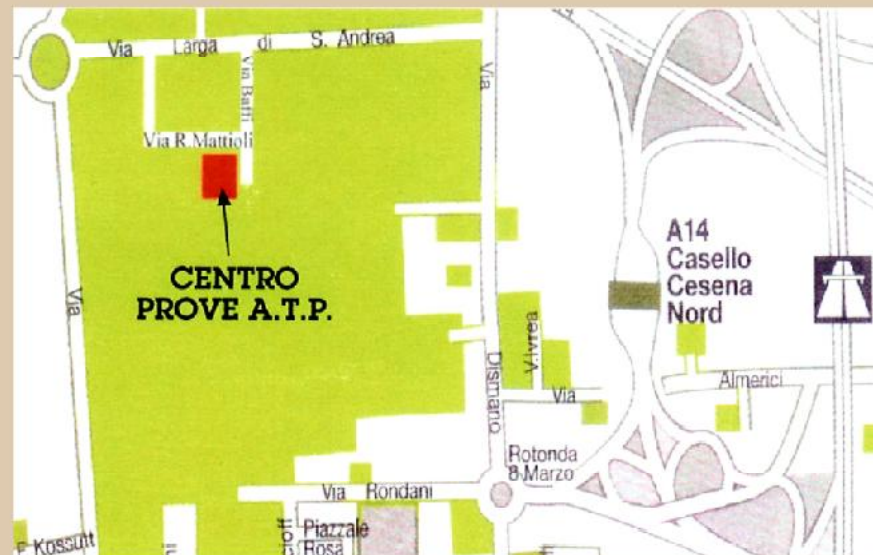 Via Larga di S. Andrea
Via Batti
Via
Via R. Mattioli
CENTRO
PROVE A.T.P.
A14
Casello
Cesena
Nord
Via
V.Ivrea
Dismano
Via Almerici
Rotonda
8 Marzo
Via Rondani
Piazzale
Rosa
Kossutt